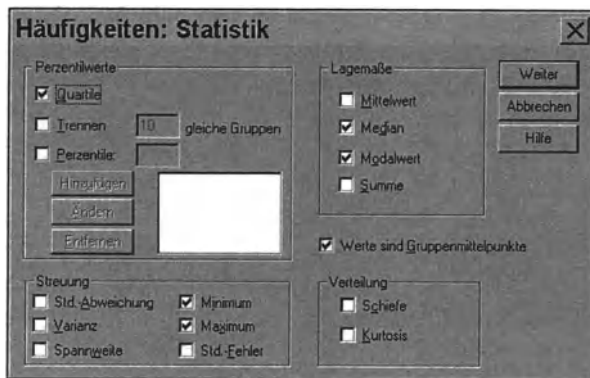 Häufigkeiten: Statistik
Perzentilwerte
Quartile
Trennen 10 gleiche Gruppen
Perzentile:
Hinzufügen
Ändern
Entfernen
Lagemaße
Mittelwert
Median
Modalwert
Summe
Weiter
Abbrechen
Hilfe
Werte sind Gruppenmittelpunkte
Streuung
Std.-Abweichung Minimum
Varianz Maximum
Spannweite Std.-Fehler
Verteilung
Schiefe
Kurtosis